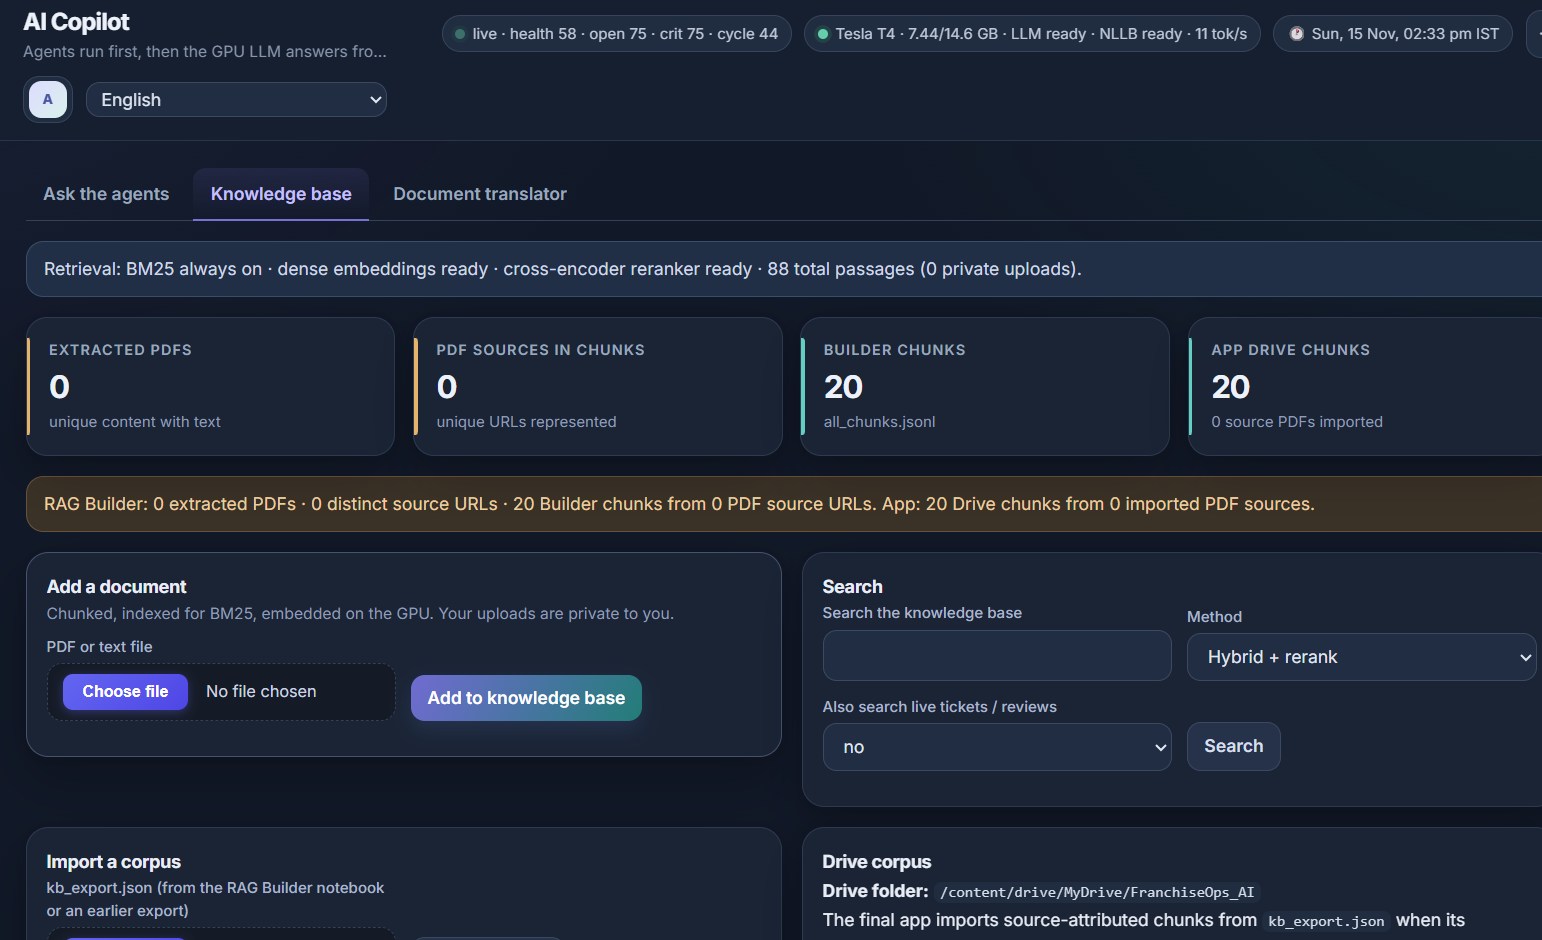 AI Copilot
Agents run first, then the GPU LLM answers fro...
live · health 58 · open 75 · crit 75 · cycle 44
Tesla T4 · 7.44/14.6 GB · LLM ready · NLLB ready · 11 tok/s
Sun, 15 Nov, 02:33 pm IST
A
English
Ask the agents
Knowledge base
Document translator
Retrieval: BM25 always on · dense embeddings ready · cross-encoder reranker ready · 88 total passages (0 private uploads).
EXTRACTED PDFS
0
unique content with text
PDF SOURCES IN CHUNKS
0
unique URLs represented
BUILDER CHUNKS
20
all_chunks.jsonl
APP DRIVE CHUNKS
20
0 source PDFs imported
RAG Builder: 0 extracted PDFs · 0 distinct source URLs · 20 Builder chunks from 0 PDF source URLs. App: 20 Drive chunks from 0 imported PDF sources.
Add a document
Chunked, indexed for BM25, embedded on the GPU. Your uploads are private to you.
PDF or text file
Choose file No file chosen
Add to knowledge base
Search
Search the knowledge base
Method
Hybrid + rerank
Also search live tickets / reviews
no
Search
Import a corpus
kb_export.json (from the RAG Builder notebook
or an earlier export)
Drive corpus
Drive folder: /content/drive/MyDrive/FranchiseOps_AI
The final app imports source-attributed chunks from kb_export.json when its